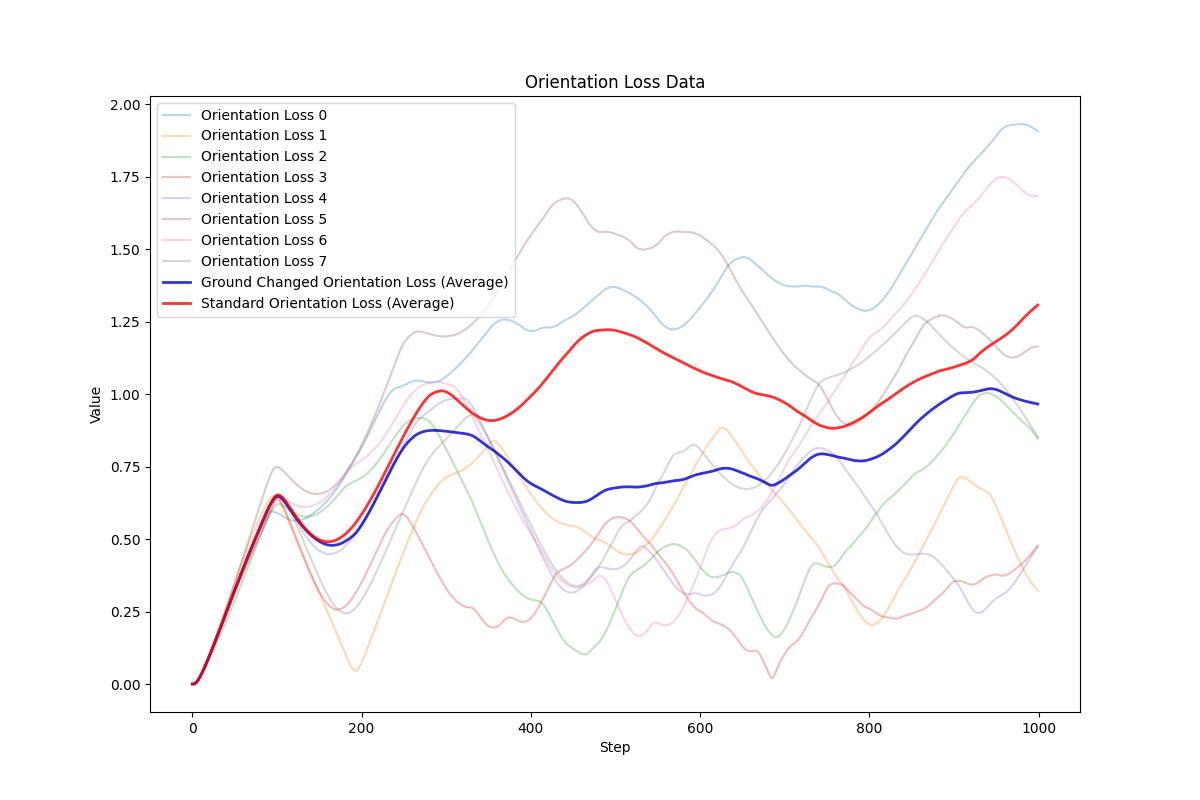 Orientation Loss Data
2.00
1.75
1.50
1.25
1.00
0.75
0.50
0.25
0.00
Value
Orientation Loss 0
Orientation Loss 1
Orientation Loss 2
Orientation Loss 3
Orientation Loss 4
Orientation Loss 5
Orientation Loss 6
Orientation Loss 7
Ground Changed Orientation Loss (Average)
Standard Orientation Loss (Average)
0 200 400 600 800 1000
Step